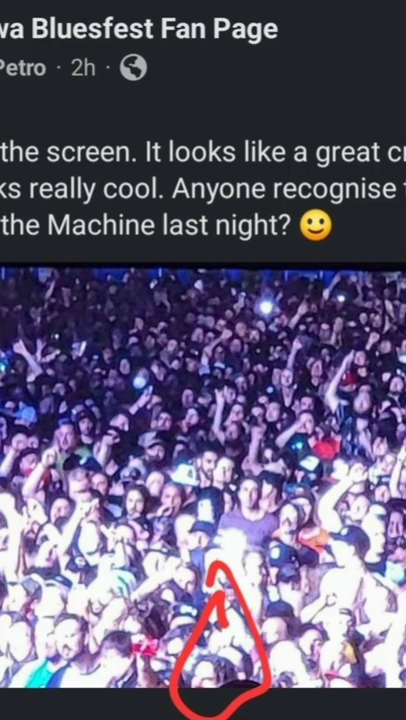 wa Bluesfest Fan Page
Petro · 2h ·
the screen. It looks like a great cr
ks really cool. Anyone recognise
the Machine last night? 🙂